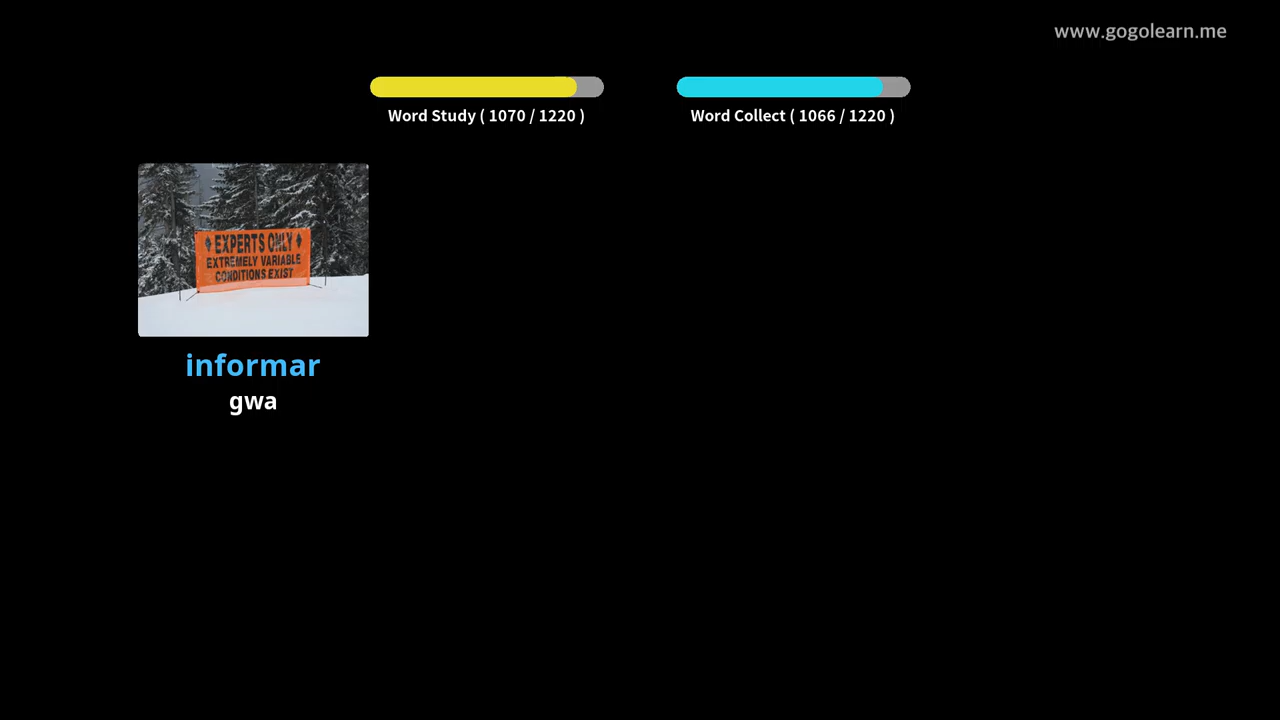 www.gogolearn.me
Word Study ( 1070 / 1220 )
Word Collect ( 1066 / 1220 )
EXPERTS ONLY
EXTREMELY VARIABLE
CONDITIONS EXIST
informar
gwa